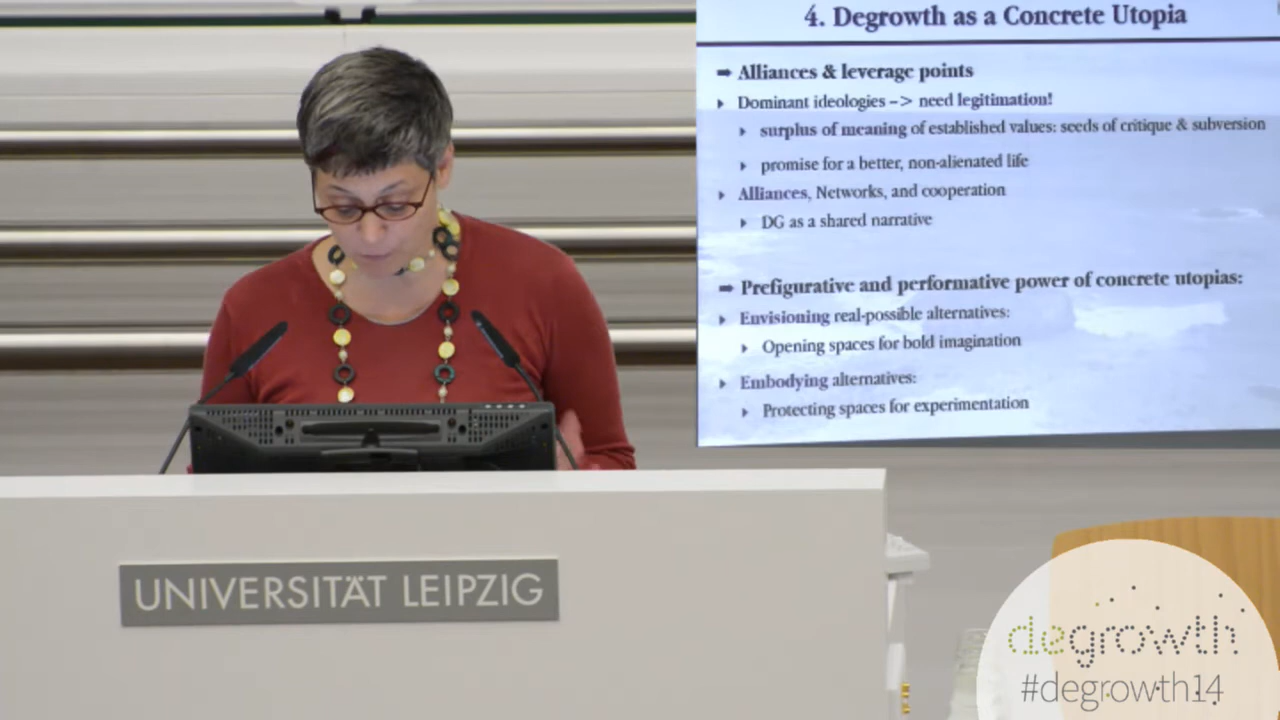 4. Degrowth as a Concrete Utopia
➡ Alliances & leverage points
Dominant ideologies –> need legitimation!
surplus of meaning of established values: seeds of critique & subversion
promise for a better, non-alienated life
Alliances, Networks, and cooperation
DG as a shared narrative
➡ Prefigurative and performative power of concrete utopias:
Envisioning real-possible alternatives:
Opening spaces for bold imagination
Embodying alternatives:
Protecting spaces for experimentation
UNIVERSITÄT LEIPZIG
degrowth
#degrowth14